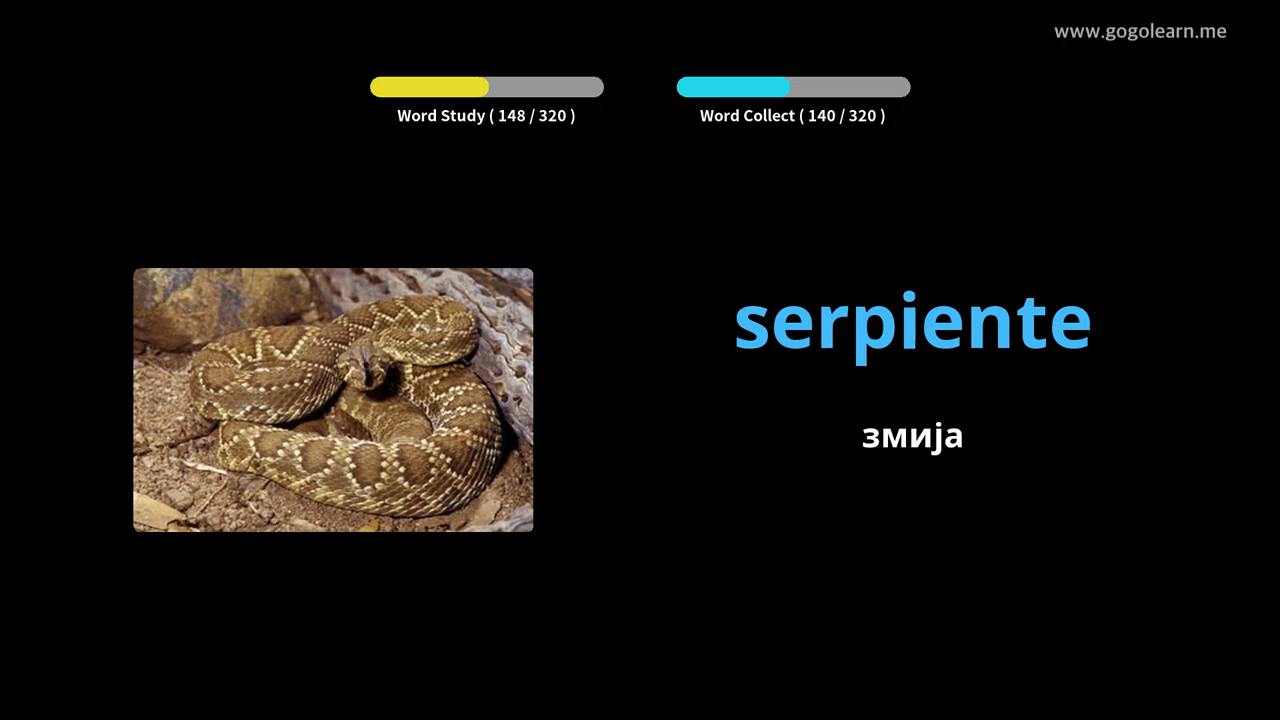 www.gogolearn.me
Word Study ( 148 / 320 )
Word Collect ( 140 / 320 )
serpiente
змија